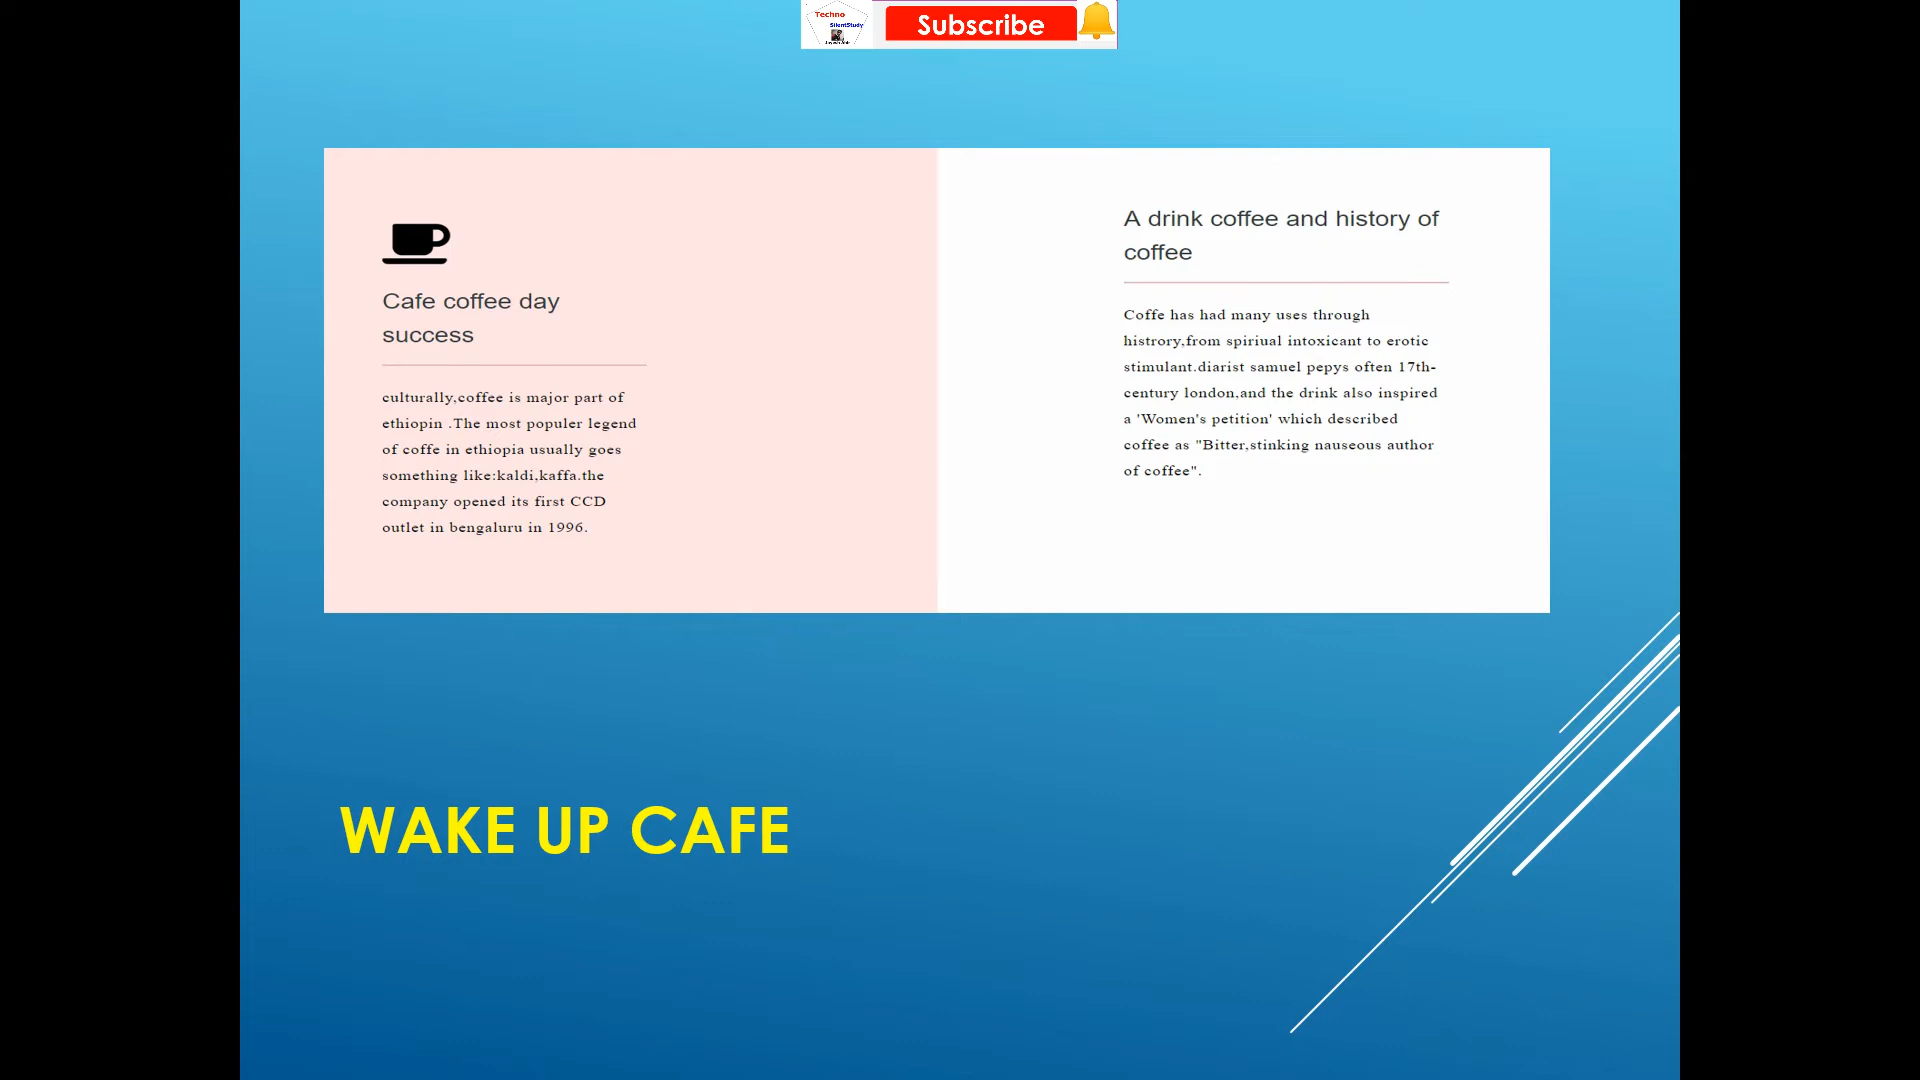 Techno
SilentStudy
Subscribe
Cafe coffee day
success
culturally,coffee is major part of
ethiopin .The most populer legend
of coffe in ethiopia usually goes
something like:kaldi,kaffa.the
company opened its first CCD
outlet in bengaluru in 1996.
A drink coffee and history of
coffee
Coffe has had many uses through
histrory,from spiriual intoxicant to erotic
stimulant.diarist samuel pepys often 17th-
century london,and the drink also inspired
a 'Women's petition' which described
coffee as "Bitter,stinking nauseous author
of coffee".
WAKE UP CAFE